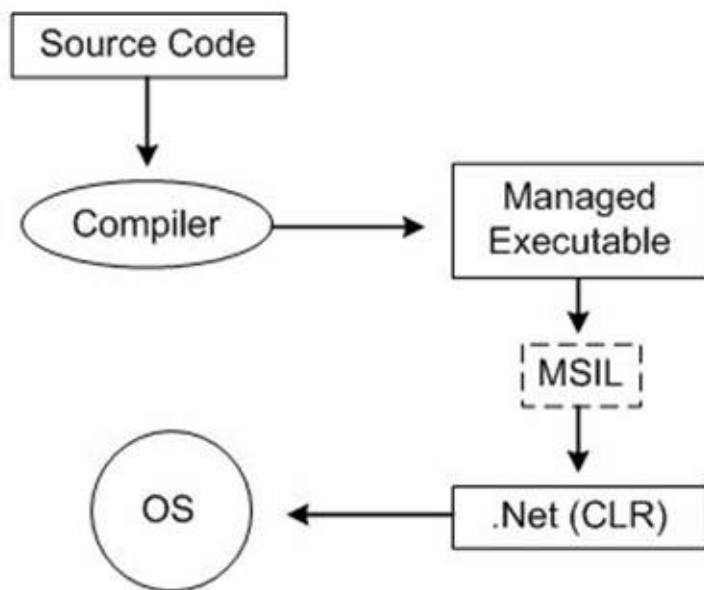 Source Code
Compiler
Managed
Executable
MSIL
.Net (CLR)
OS